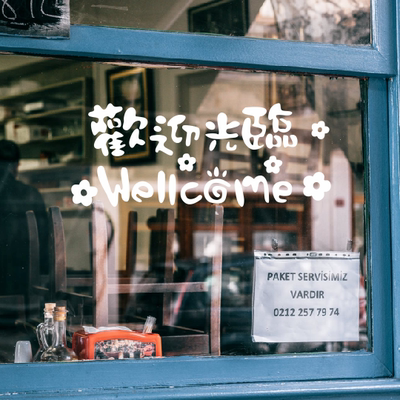 歡迎光臨
Wellcome
PAKET SERVİSİMİZ
VARDIR
0212 257 79 74